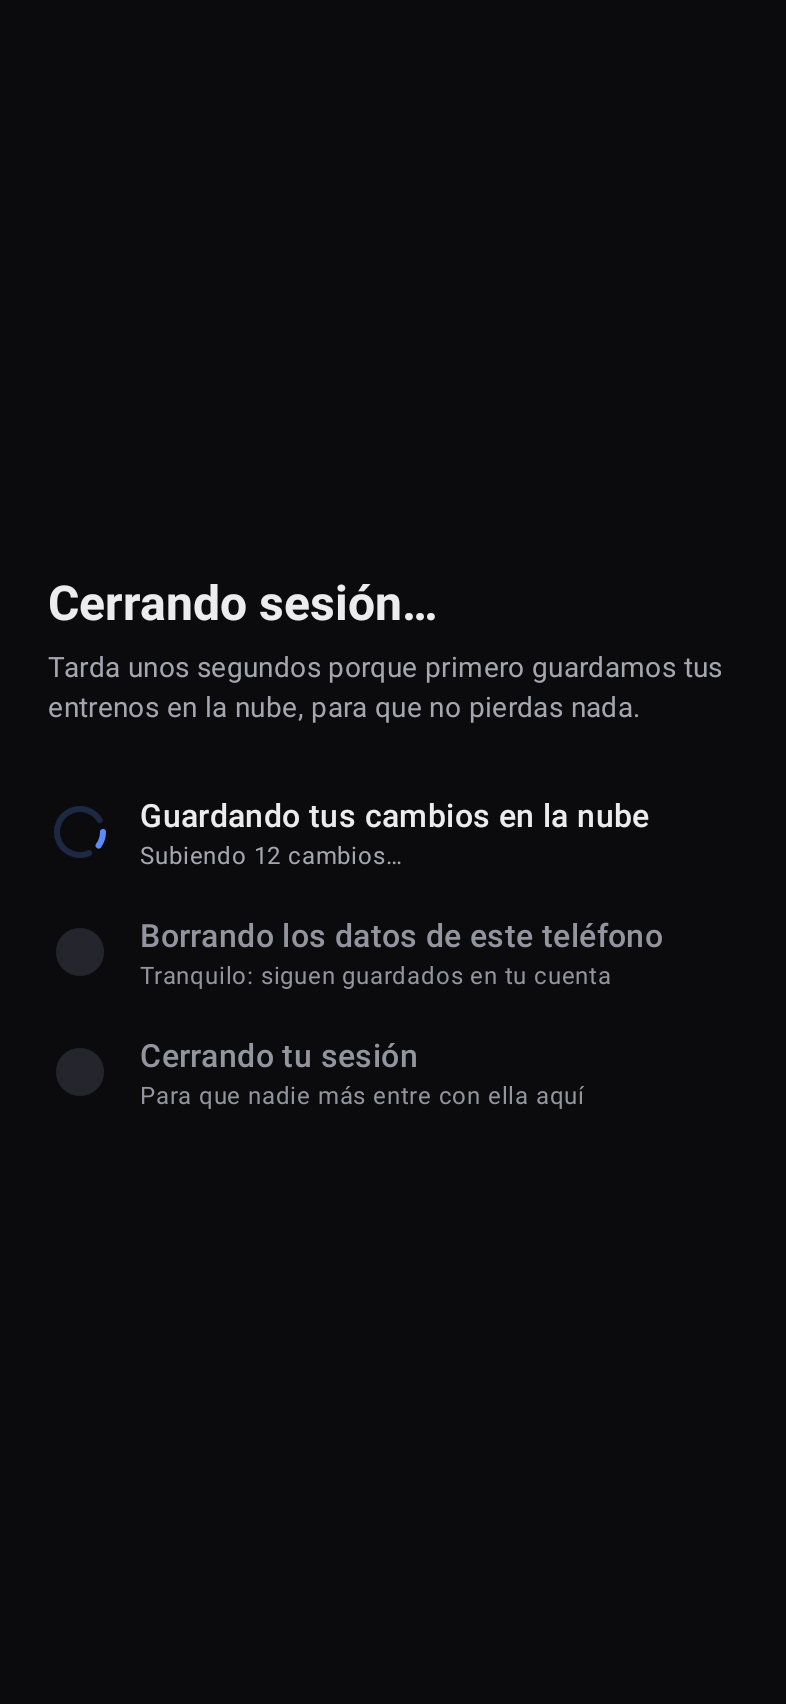 Cerrando sesión…
Tarda unos segundos porque primero guardamos tus
entrenos en la nube, para que no pierdas nada.
Guardando tus cambios en la nube
Subiendo 12 cambios…
Borrando los datos de este teléfono
Tranquilo: siguen guardados en tu cuenta
Cerrando tu sesión
Para que nadie más entre con ella aquí